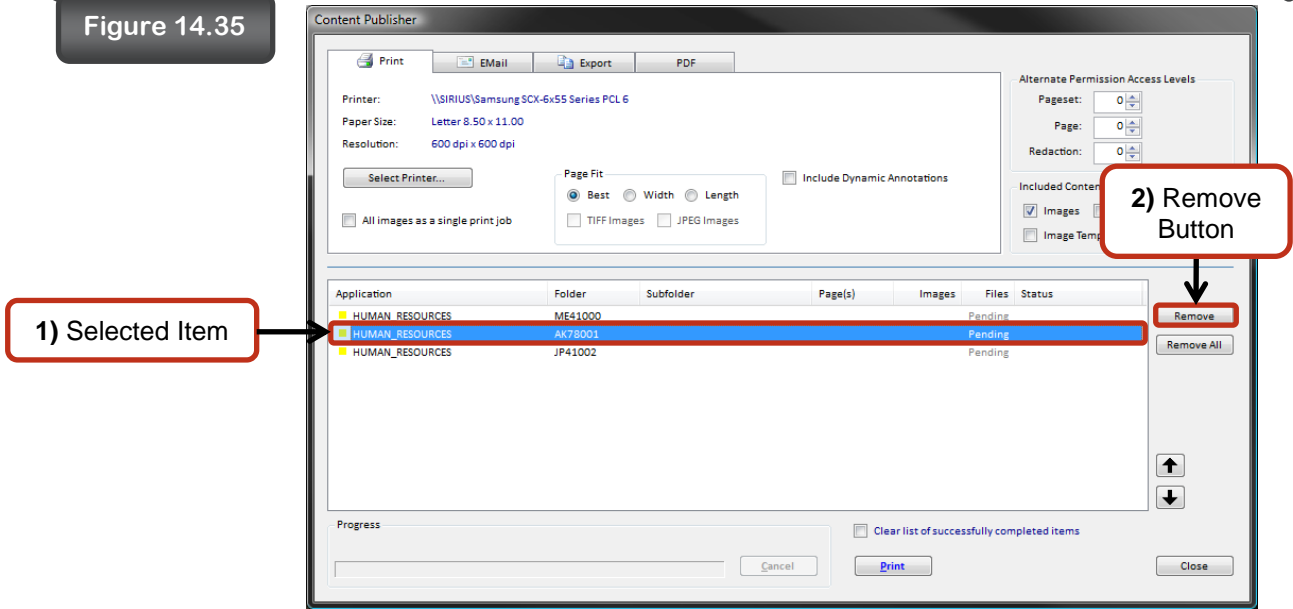 Figure 14.35
Content Publisher
Print EMail Export PDF
Printer: \\SIRIUS\Samsung SCX-6x55 Series PCL 6
Paper Size: Letter 8.50 x 11.00
Resolution: 600 dpi x 600 dpi
Select Printer...
All images as a single print job
Page Fit
Best Width Length
TIFF Images JPEG Images
Include Dynamic Annotations
Alternate Permission Access Levels
Pageset: 0
Page: 0
Redaction: 0
Included Conten
Images
Image Temp
2) Remove
Button
1) Selected Item
Application Folder Subfolder Page(s) Images Files Status
HUMAN_RESOURCES ME41000 Pending
HUMAN_RESOURCES AK78001 Pending
HUMAN_RESOURCES JP41002 Pending
Remove
Remove All
Progress
Cancel
Clear list of successfully completed items
Print
Close